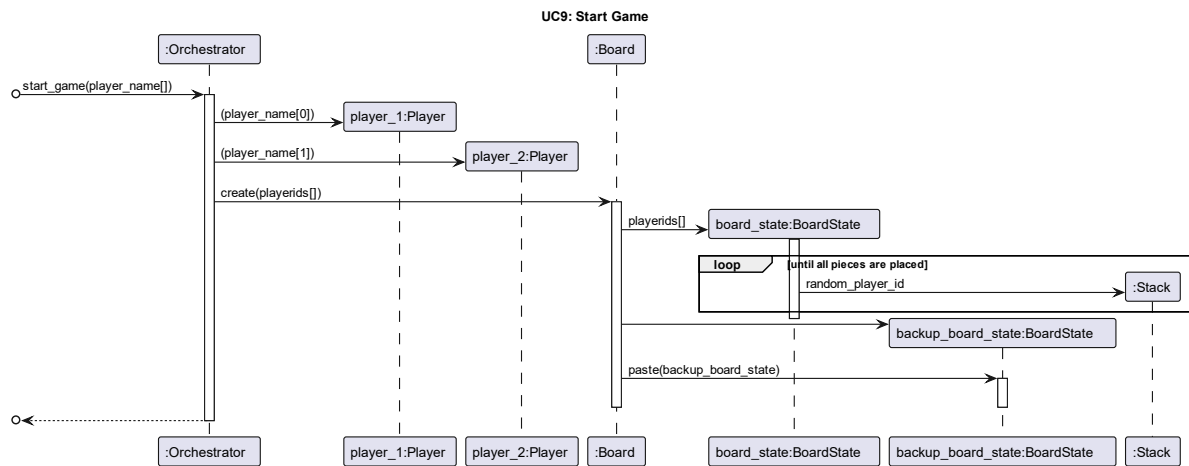 UC9: Start Game
:Orchestrator
:Board
start_game(player_name[])
(player_name[0])
player_1:Player
(player_name[1])
player_2:Player
create(playerids[])
playerids[]
board_state:BoardState
loop
[until all pieces are placed]
random_player_id
:Stack
backup_board_state:BoardState
paste(backup_board_state)
:Orchestrator
player_1:Player
player_2:Player
:Board
board_state:BoardState
backup_board_state:BoardState
:Stack